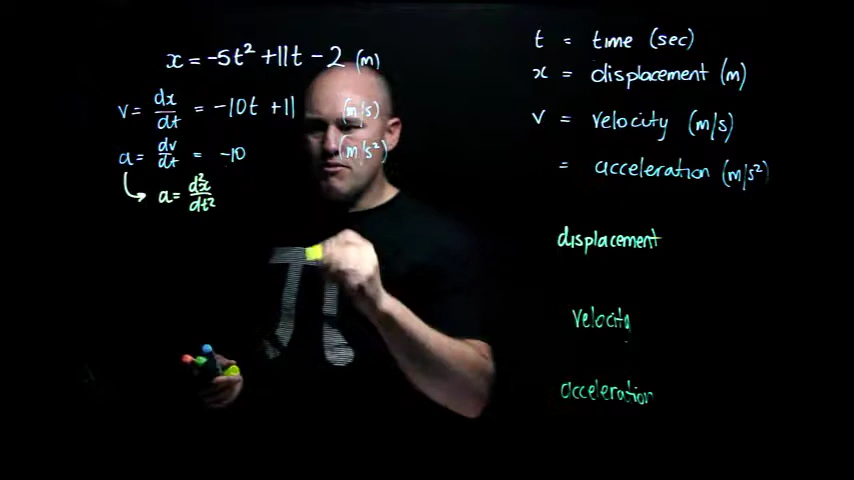 x = -5t² + 11t - 2 (m)
v = dx/dt = -10t + 11 (m/s)
a = dv/dt = -10 (m/s²)
↳ a = d²x/dt²
t = time (sec)
x = displacement (m)
v = velocity (m/s)
= acceleration (m/s²)
displacement
velocity
acceleration
π